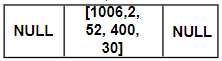 NULL
[1006,2,
52, 400,
30]
NULL